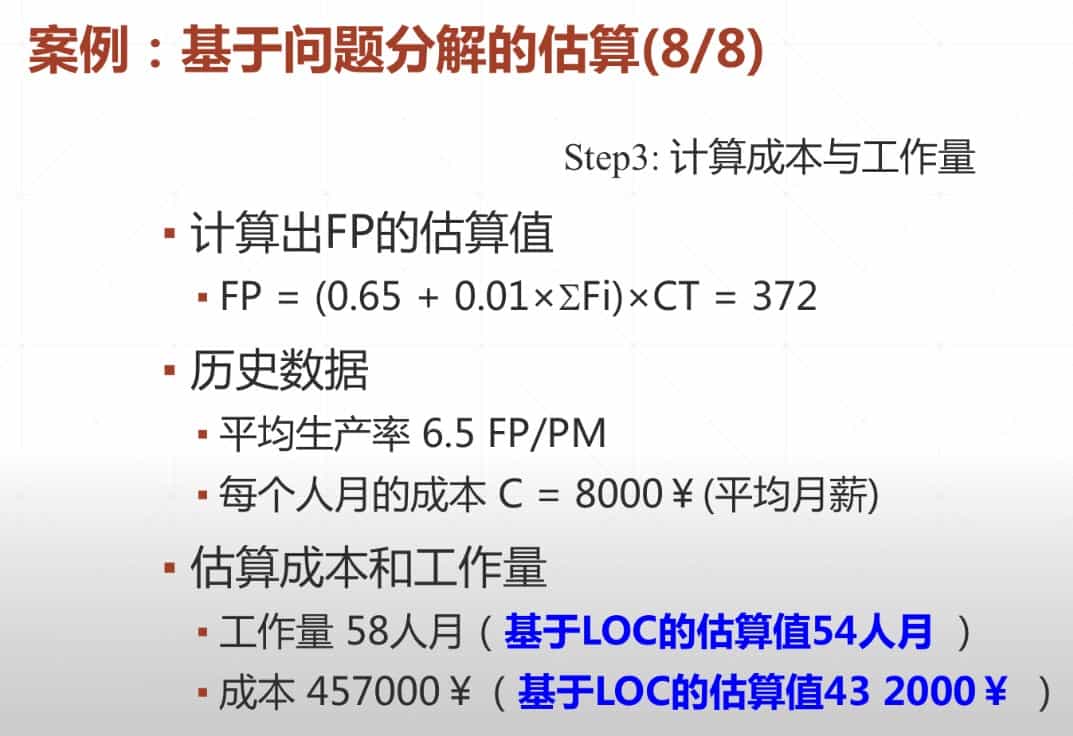 案例：基于问题分解的估算(8/8)
Step3: 计算成本与工作量
▪ 计算出FP的估算值
▪ FP = (0.65 + 0.01×ΣFi)×CT = 372
▪ 历史数据
▪ 平均生产率 6.5 FP/PM
▪ 每个人月的成本 C = 8000￥(平均月薪)
▪ 估算成本和工作量
▪ 工作量 58人月（基于LOC的估算值54人月 ）
▪ 成本 457000￥（基于LOC的估算值43 2000￥ ）